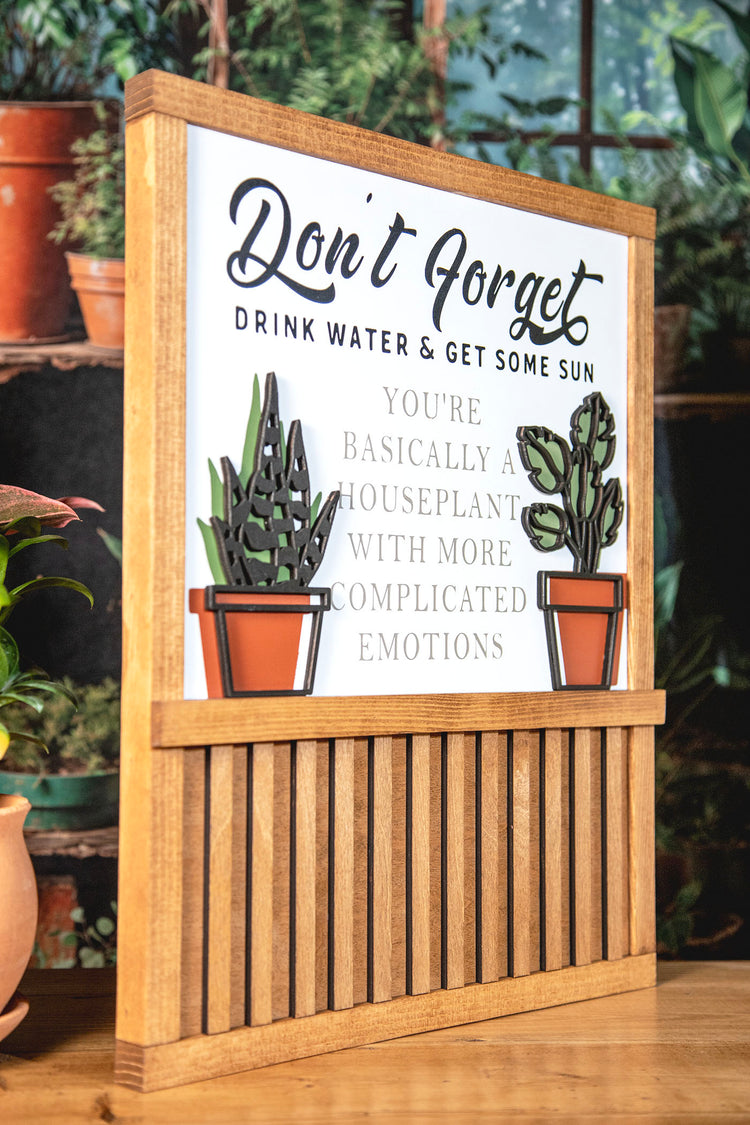 Don't Forget
DRINK WATER & GET SOME SUN
YOU'RE
BASICALLY A
HOUSEPLANT
WITH MORE
COMPLICATED
EMOTIONS